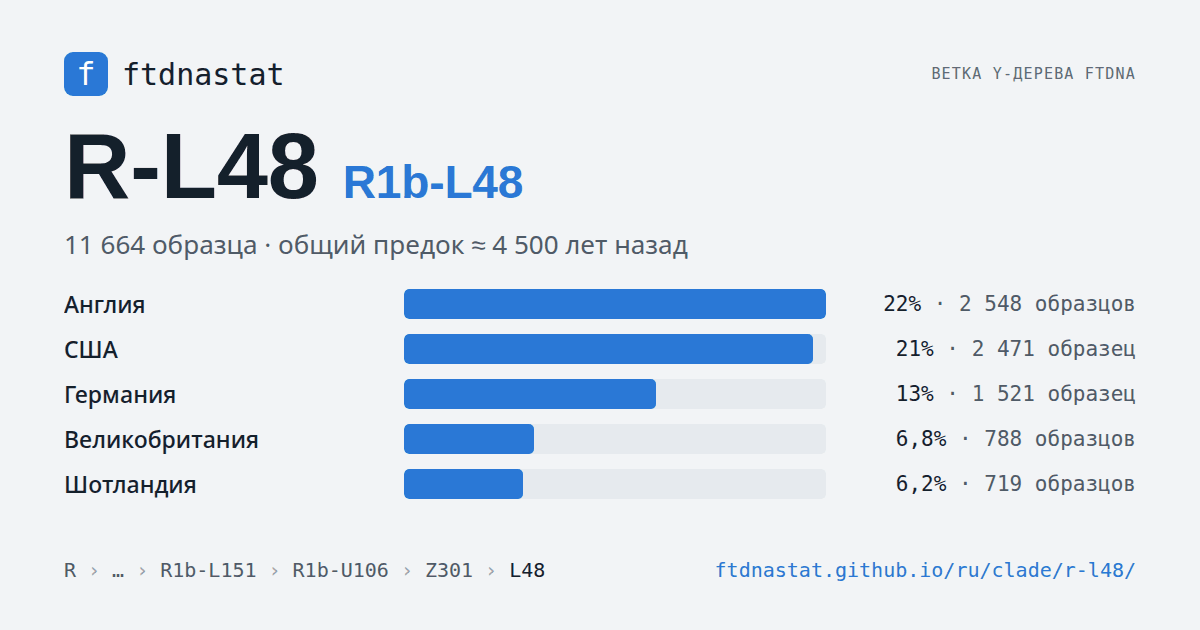 f ftdnastat
ВЕТКА Y-ДЕРЕВА FTDNA
R-L48 R1b-L48
11 664 образца · общий предок ≈ 4 500 лет назад
Англия 22% · 2 548 образцов
США 21% · 2 471 образец
Германия 13% · 1 521 образец
Великобритания 6,8% · 788 образцов
Шотландия 6,2% · 719 образцов
R › … › R1b-L151 › R1b-U106 › Z301 › L48
ftdnastat.github.io/ru/clade/r-l48/